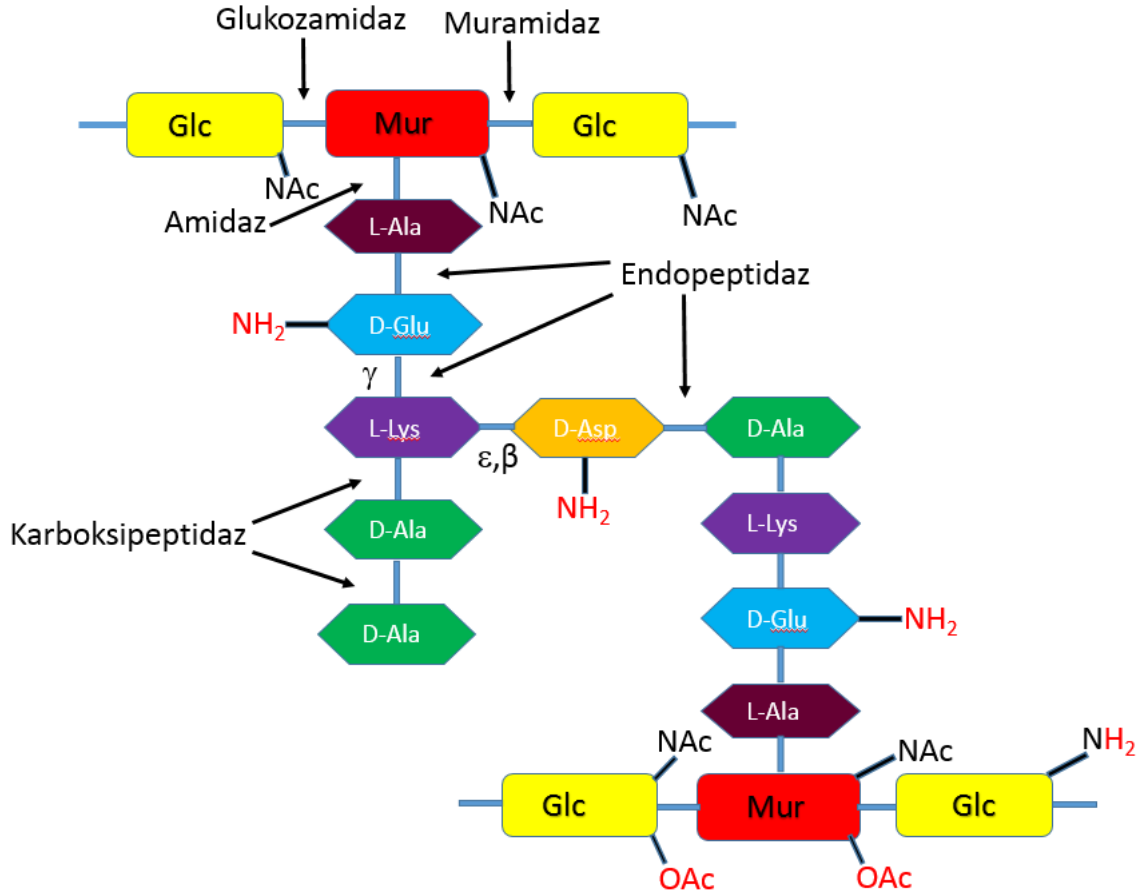 Glukozamidaz
Muramidaz
Glc
Mur
Glc
NAc
NAc
NAc
Amidaz
L-Ala
Endopeptidaz
NH₂
D-Glu
γ
L-Lys
D-Asp
D-Ala
ε,β
NH₂
Karboksipeptidaz
D-Ala
L-Lys
D-Ala
D-Glu
NH₂
L-Ala
NAc
NAc
NH₂
Glc
Mur
Glc
OAc
OAc